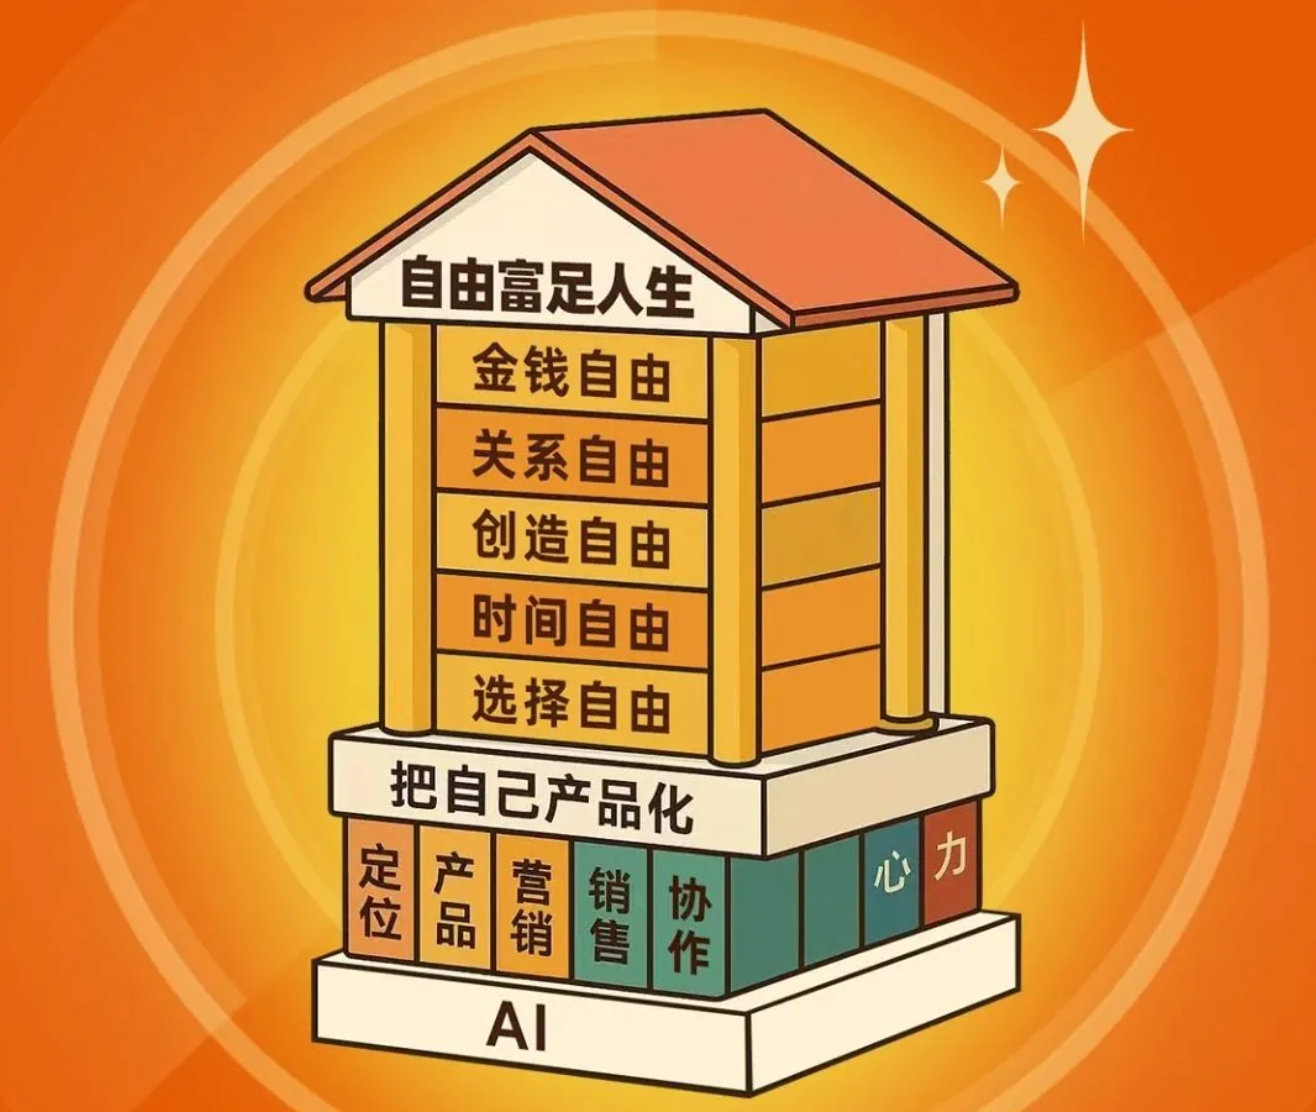 自由富足人生
金钱自由
关系自由
创造自由
时间自由
选择自由
把自己产品化
定位
产品
营销
销售
协作
心力
AI